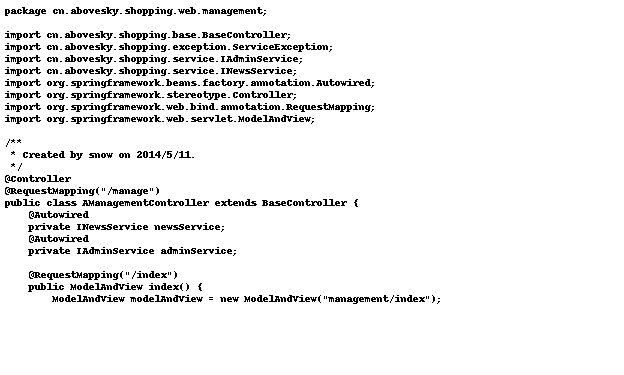 package cn.abovesky.shopping.web.management;

import cn.abovesky.shopping.base.BaseController;
import cn.abovesky.shopping.exception.ServiceException;
import cn.abovesky.shopping.service.IAdminService;
import cn.abovesky.shopping.service.INewsService;
import org.springframework.beans.factory.annotation.Autowired;
import org.springframework.stereotype.Controller;
import org.springframework.web.bind.annotation.RequestMapping;
import org.springframework.web.servlet.ModelAndView;

/**
 * Created by snow on 2014/5/11.
 */
@Controller
@RequestMapping("/manage")
public class AManagementController extends BaseController {
    @Autowired
    private INewsService newsService;
    @Autowired
    private IAdminService adminService;

    @RequestMapping("/index")
    public ModelAndView index() {
        ModelAndView modelAndView = new ModelAndView("management/index");